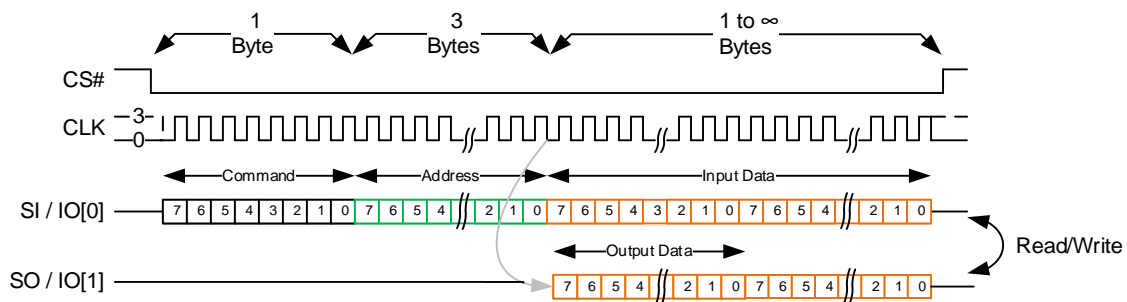 1 Byte
3 Bytes
1 to ∞ Bytes
CS#
CLK
3
0
Command
Address
Input Data
SI / IO[0]
7 6 5 4 3 2 1 0 7 6 5 4 2 1 0 7 6 5 4 3 2 1 0 7 6 5 4 2 1 0
Output Data
Read/Write
SO / IO[1]
7 6 5 4 2 1 0 7 6 5 4 2 1 0